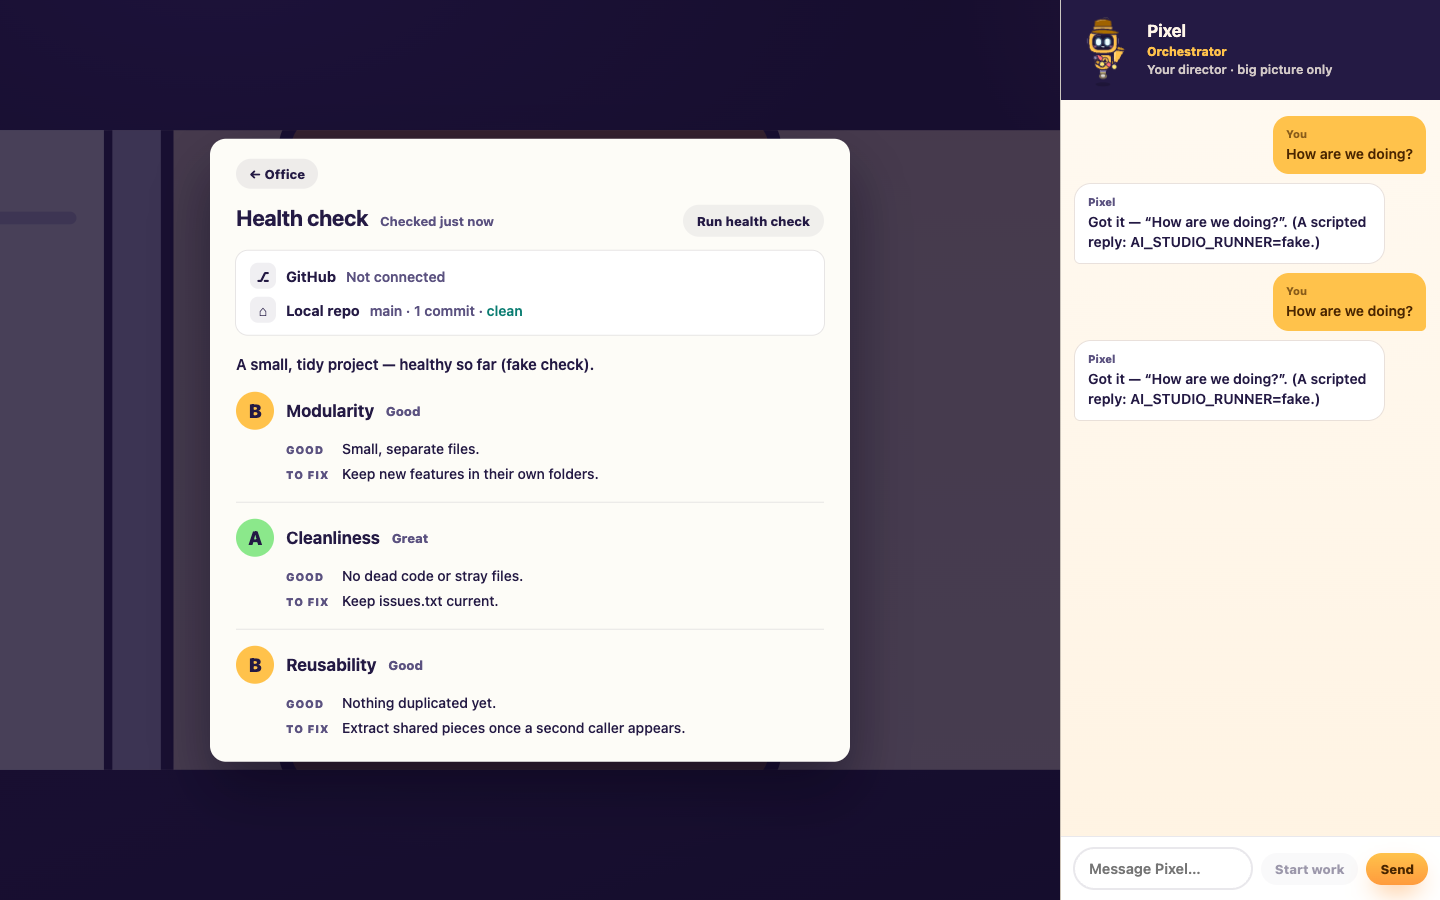 ← Office
Health check Checked just now
Run health check
GitHub Not connected
Local repo main · 1 commit · clean
A small, tidy project — healthy so far (fake check).
B Modularity Good
GOOD Small, separate files.
TO FIX Keep new features in their own folders.
A Cleanliness Great
GOOD No dead code or stray files.
TO FIX Keep issues.txt current.
B Reusability Good
GOOD Nothing duplicated yet.
TO FIX Extract shared pieces once a second caller appears.
Pixel
Orchestrator
Your director · big picture only
You
How are we doing?
Pixel
Got it — “How are we doing?”. (A scripted
reply: AI_STUDIO_RUNNER=fake.)
You
How are we doing?
Pixel
Got it — “How are we doing?”. (A scripted
reply: AI_STUDIO_RUNNER=fake.)
Message Pixel...
Start work
Send